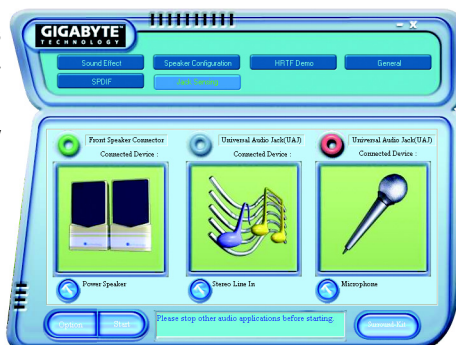 GIGABYTE™
TECHNOLOGY
Sound Effect
Speaker Configuration
HRTF Demo
General
SPDIF
Jack Sensing
Front Speaker Connector
Connected Device :
Universal Audio Jack(UAJ)
Connected Device :
Universal Audio Jack(UAJ)
Connected Device :
Power Speaker
Stereo Line In
Microphone
Option
Start
Please stop other audio applications before starting.
Surround-Kit